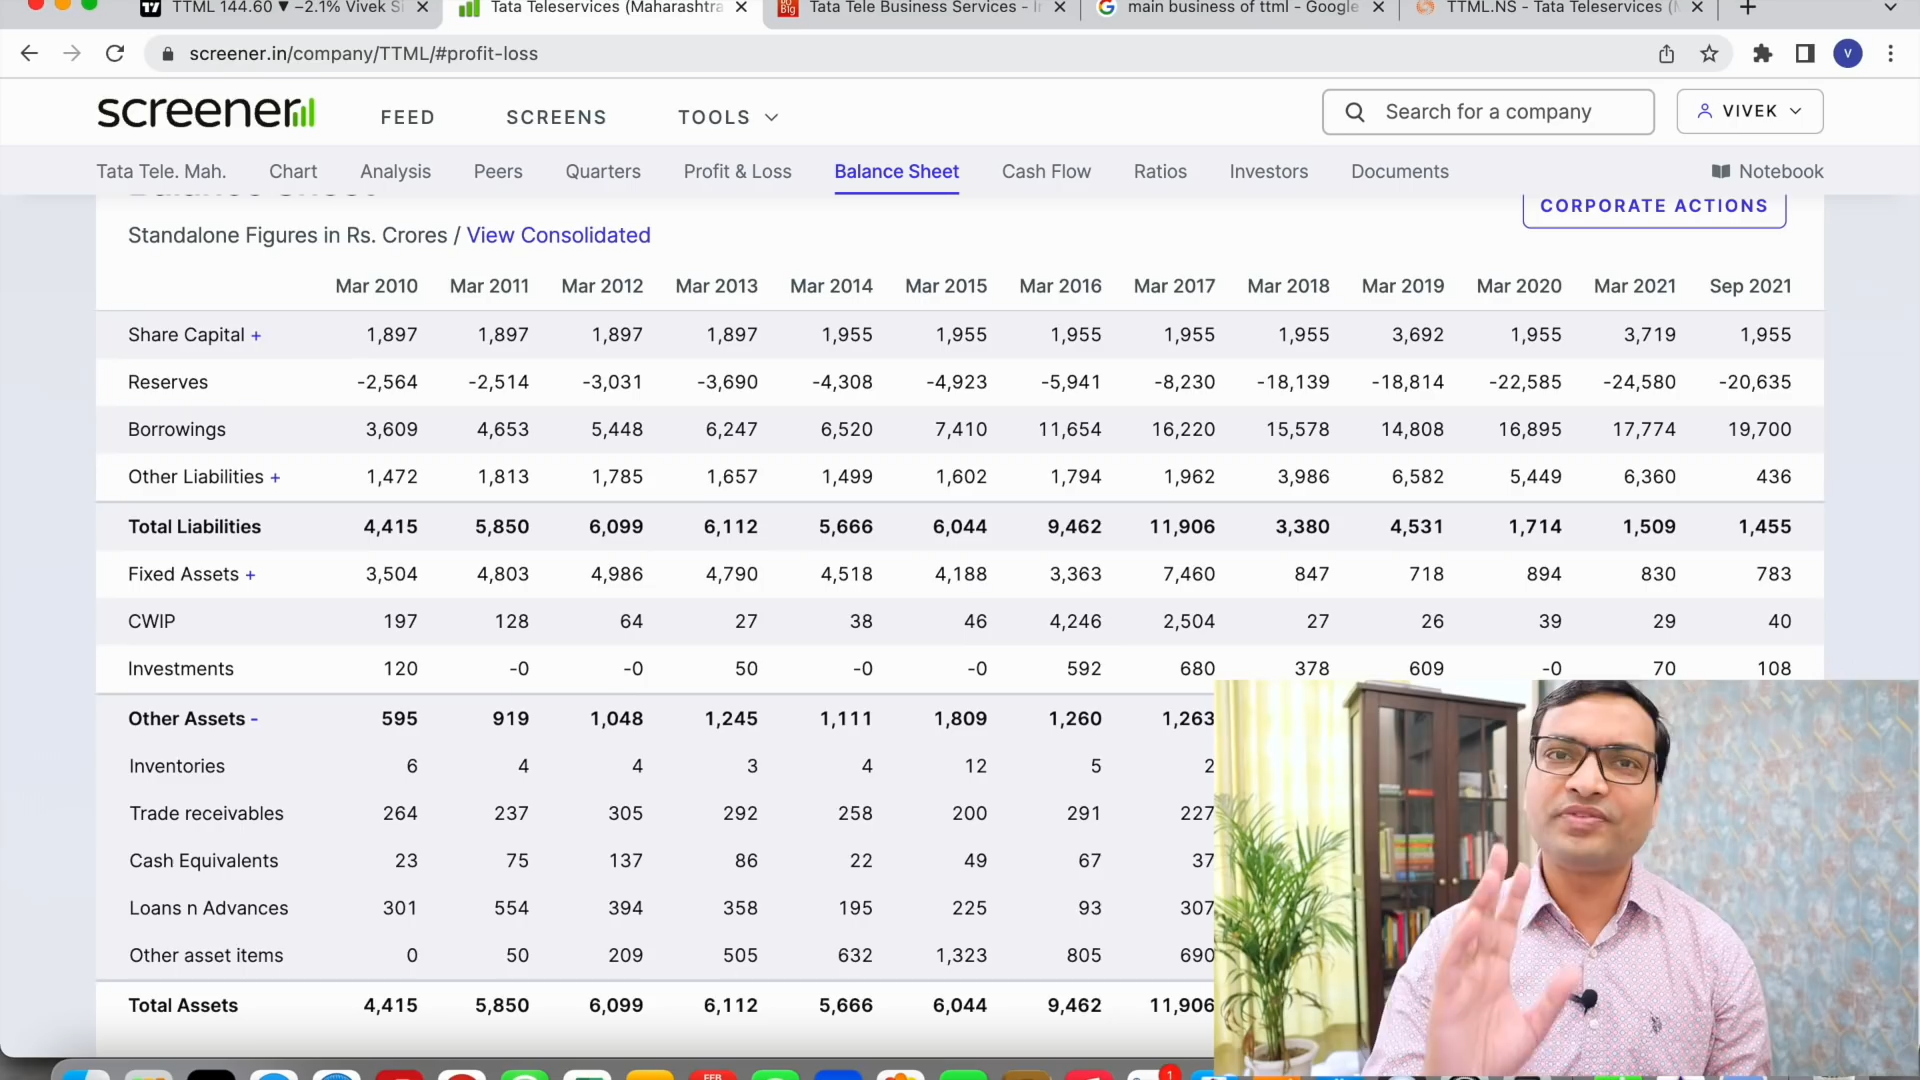 TTML 144.60 ▼ −2.1% Vivek Si
Tata Teleservices (Maharashtra
Tata Tele Business Services - I
main business of ttml - Google
TTML.NS - Tata Teleservices (M
screener.in/company/TTML/#profit-loss
V
screener
FEED
SCREENS
TOOLS
Search for a company
VIVEK
Tata Tele. Mah.
Chart
Analysis
Peers
Quarters
Profit & Loss
Balance Sheet
Cash Flow
Ratios
Investors
Documents
Notebook
Balance Sheet
CORPORATE ACTIONS
Standalone Figures in Rs. Crores / View Consolidated
Mar 2010 Mar 2011 Mar 2012 Mar 2013 Mar 2014 Mar 2015 Mar 2016 Mar 2017 Mar 2018 Mar 2019 Mar 2020 Mar 2021 Sep 2021
Share Capital + 1,897 1,897 1,897 1,897 1,955 1,955 1,955 1,955 1,955 3,692 1,955 3,719 1,955
Reserves -2,564 -2,514 -3,031 -3,690 -4,308 -4,923 -5,941 -8,230 -18,139 -18,814 -22,585 -24,580 -20,635
Borrowings 3,609 4,653 5,448 6,247 6,520 7,410 11,654 16,220 15,578 14,808 16,895 17,774 19,700
Other Liabilities + 1,472 1,813 1,785 1,657 1,499 1,602 1,794 1,962 3,986 6,582 5,449 6,360 436
Total Liabilities 4,415 5,850 6,099 6,112 5,666 6,044 9,462 11,906 3,380 4,531 1,714 1,509 1,455
Fixed Assets + 3,504 4,803 4,986 4,790 4,518 4,188 3,363 7,460 847 718 894 830 783
CWIP 197 128 64 27 38 46 4,246 2,504 27 26 39 29 40
Investments 120 -0 -0 50 -0 -0 592 680 378 609 -0 70 108
Other Assets - 595 919 1,048 1,245 1,111 1,809 1,260 1,263
Inventories 6 4 4 3 4 12 5 2
Trade receivables 264 237 305 292 258 200 291 227
Cash Equivalents 23 75 137 86 22 49 67 37
Loans n Advances 301 554 394 358 195 225 93 307
Other asset items 0 50 209 505 632 1,323 805 690
Total Assets 4,415 5,850 6,099 6,112 5,666 6,044 9,462 11,906
FEB
1